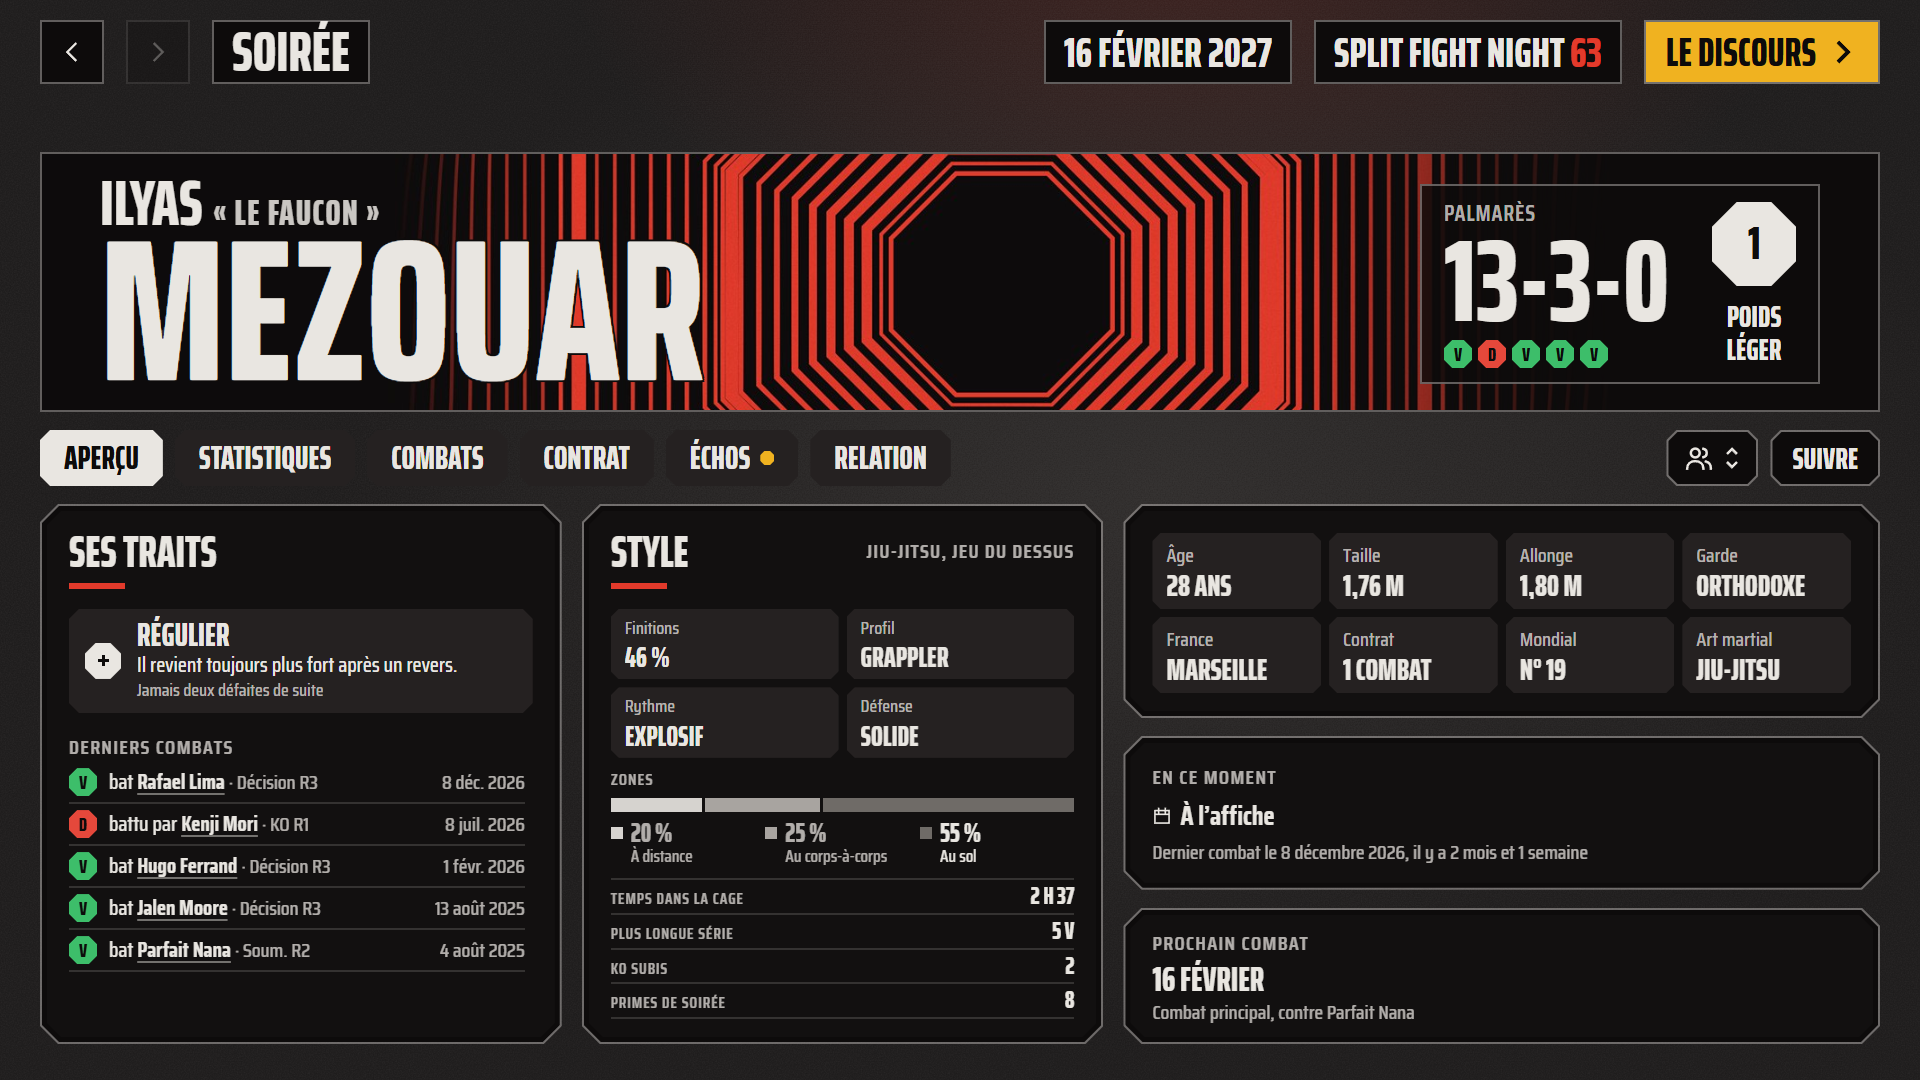 SOIRÉE
16 FÉVRIER 2027
SPLIT FIGHT NIGHT 63
LE DISCOURS
ILYAS « LE FAUCON »
MEZOUAR
PALMARÈS
13-3-0
V D V V V
1
POIDS
LÉGER
APERÇU
STATISTIQUES
COMBATS
CONTRAT
ÉCHOS
RELATION
SUIVRE
SES TRAITS
RÉGULIER
Il revient toujours plus fort après un revers.
Jamais deux défaites de suite
DERNIERS COMBATS
V bat Rafael Lima · Décision R3 8 déc. 2026
D battu par Kenji Mori · KO R1 8 juil. 2026
V bat Hugo Ferrand · Décision R3 1 févr. 2026
V bat Jalen Moore · Décision R3 13 août 2025
V bat Parfait Nana · Soum. R2 4 août 2025
STYLE
JIU-JITSU, JEU DU DESSUS
Finitions
46 %
Profil
GRAPPLER
Rythme
EXPLOSIF
Défense
SOLIDE
ZONES
20 %
À distance
25 %
Au corps-à-corps
55 %
Au sol
TEMPS DANS LA CAGE 2 H 37
PLUS LONGUE SÉRIE 5 V
KO SUBIS 2
PRIMES DE SOIRÉE 8
Âge
28 ANS
Taille
1,76 M
Allonge
1,80 M
Garde
ORTHODOXE
France
MARSEILLE
Contrat
1 COMBAT
Mondial
N° 19
Art martial
JIU-JITSU
EN CE MOMENT
À l’affiche
Dernier combat le 8 décembre 2026, il y a 2 mois et 1 semaine
PROCHAIN COMBAT
16 FÉVRIER
Combat principal, contre Parfait Nana